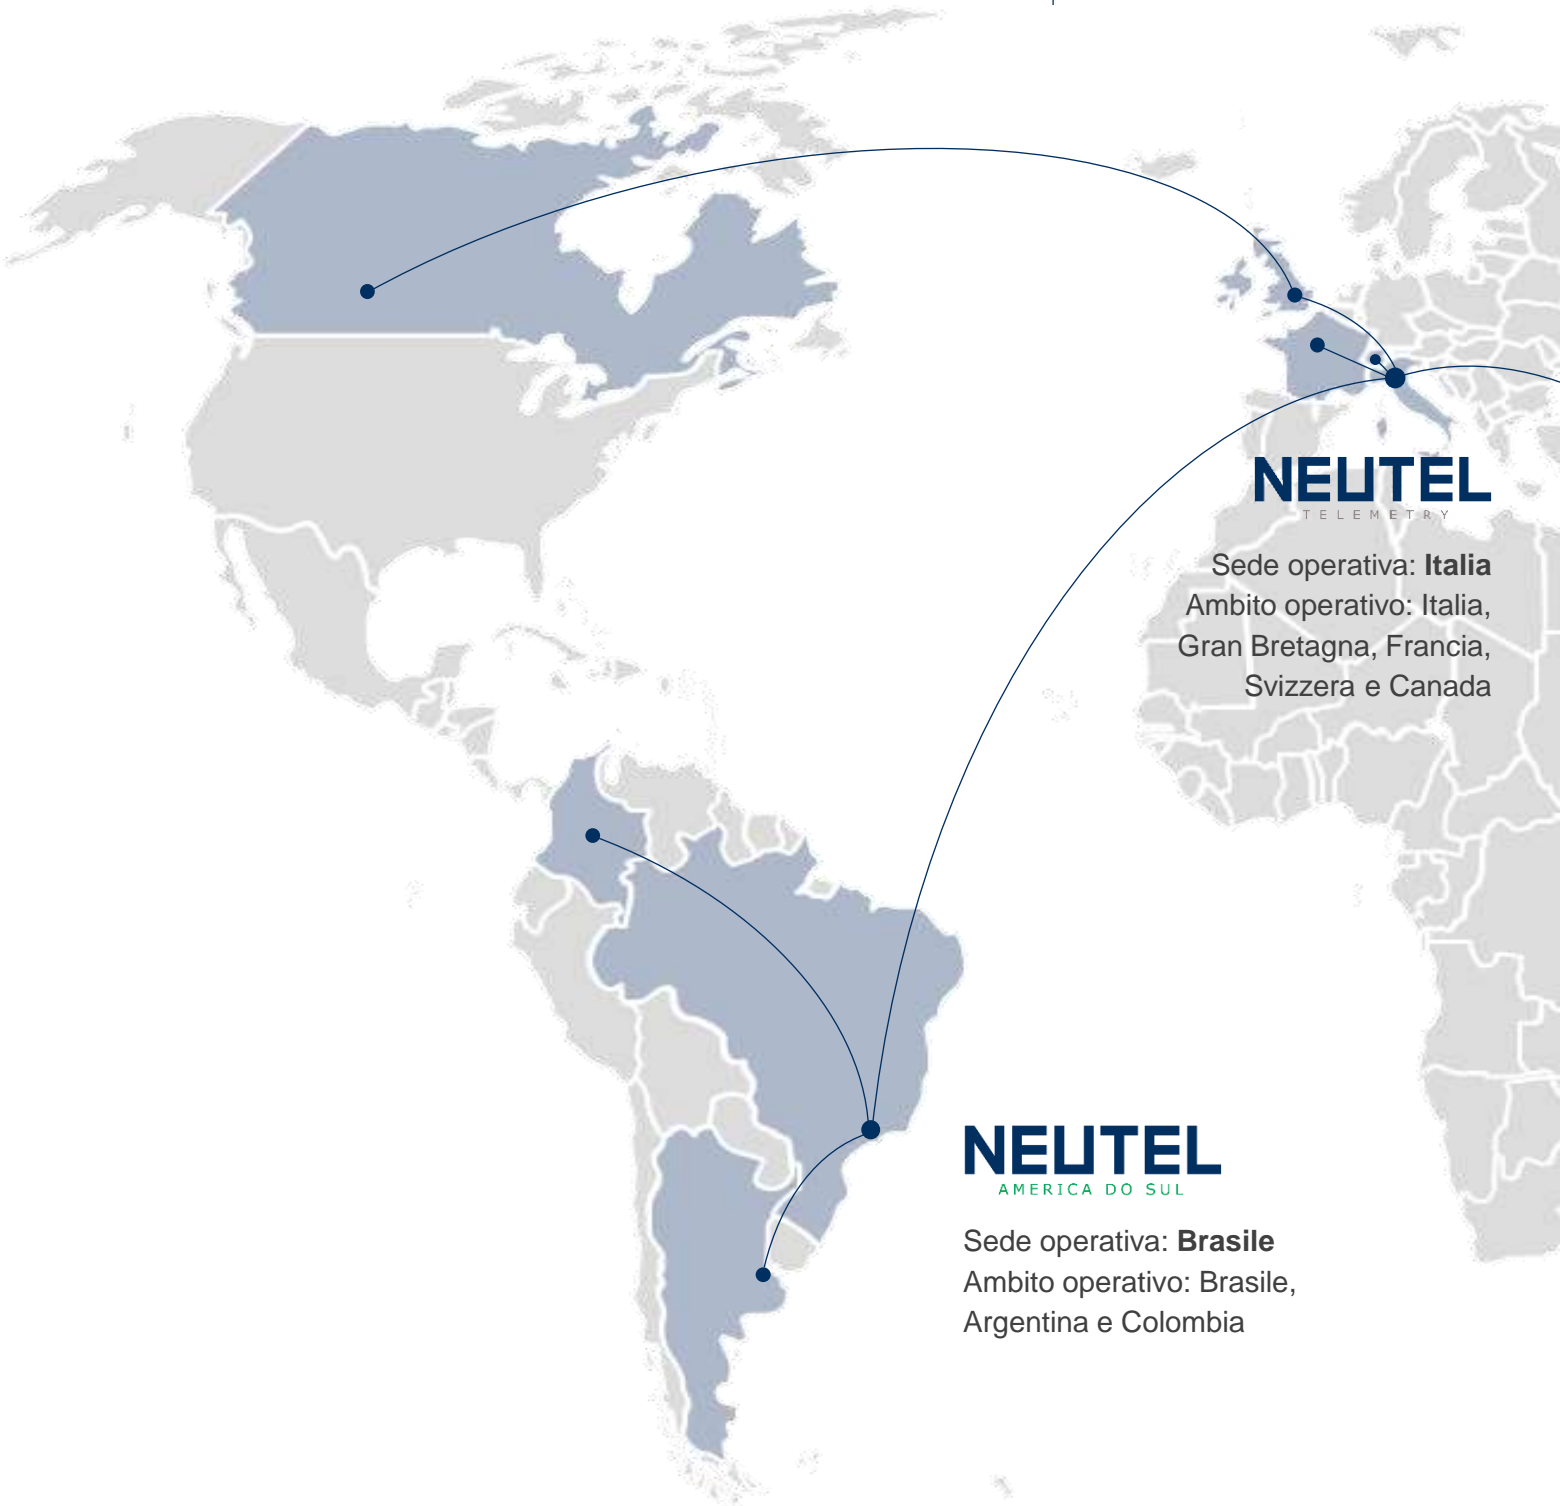 NEUTEL
TELEMETRY
Sede operativa: Italia
Ambito operativo: Italia,
Gran Bretagna, Francia,
Svizzera e Canada
NEUTEL
AMERICA DO SUL
Sede operativa: Brasile
Ambito operativo: Brasile,
Argentina e Colombia